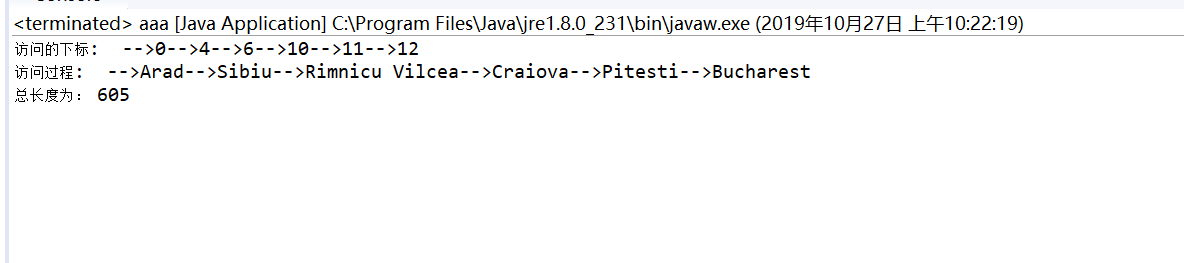 <terminated> aaa [Java Application] C:\Program Files\Java\jre1.8.0_231\bin\javaw.exe (2019年10月27日 上午10:22:19)
访问的下标:  -->0-->4-->6-->10-->11-->12
访问过程:  -->Arad-->Sibiu-->Rimnicu Vilcea-->Craiova-->Pitesti-->Bucharest
总长度为: 605